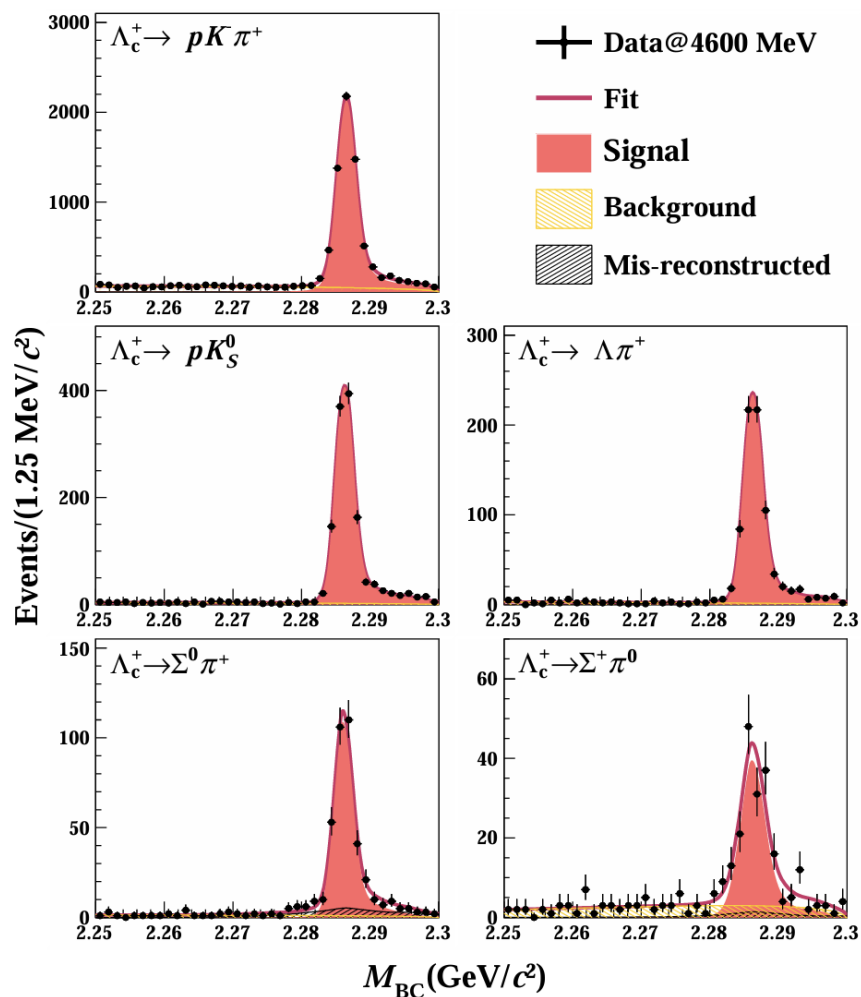 Λc+ → pK-π+
3000
2000
1000
0
2.25 2.26 2.27 2.28 2.29 2.3
Data@4600 MeV
Fit
Signal
Background
Mis-reconstructed
Events/(1.25 MeV/c²)
Λc+ → pKS0
400
200
0
2.25 2.26 2.27 2.28 2.29 2.3
Λc+ → Λπ+
300
200
100
0
2.25 2.26 2.27 2.28 2.29 2.3
Λc+→Σ0π+
150
100
50
0
2.25 2.26 2.27 2.28 2.29 2.3
Λc+→Σ+π0
60
40
20
0
2.25 2.26 2.27 2.28 2.29 2.3
MBC(GeV/c²)